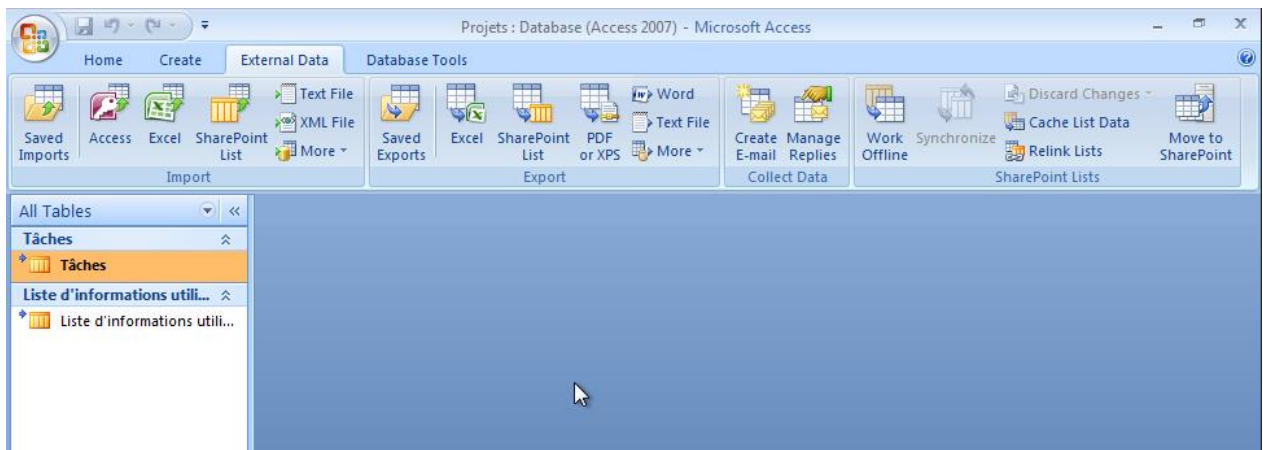 Projets : Database (Access 2007) - Microsoft Access
Home Create External Data Database Tools
Saved Imports
Access
Excel
SharePoint List
Text File
XML File
More
Import
Saved Exports
Excel
SharePoint List
PDF or XPS
Word
Text File
More
Export
Create E-mail
Manage Replies
Collect Data
Work Offline
Synchronize
Discard Changes
Cache List Data
Relink Lists
Move to SharePoint
SharePoint Lists
All Tables
Tâches
Tâches
Liste d'informations utili...
Liste d'informations utili...